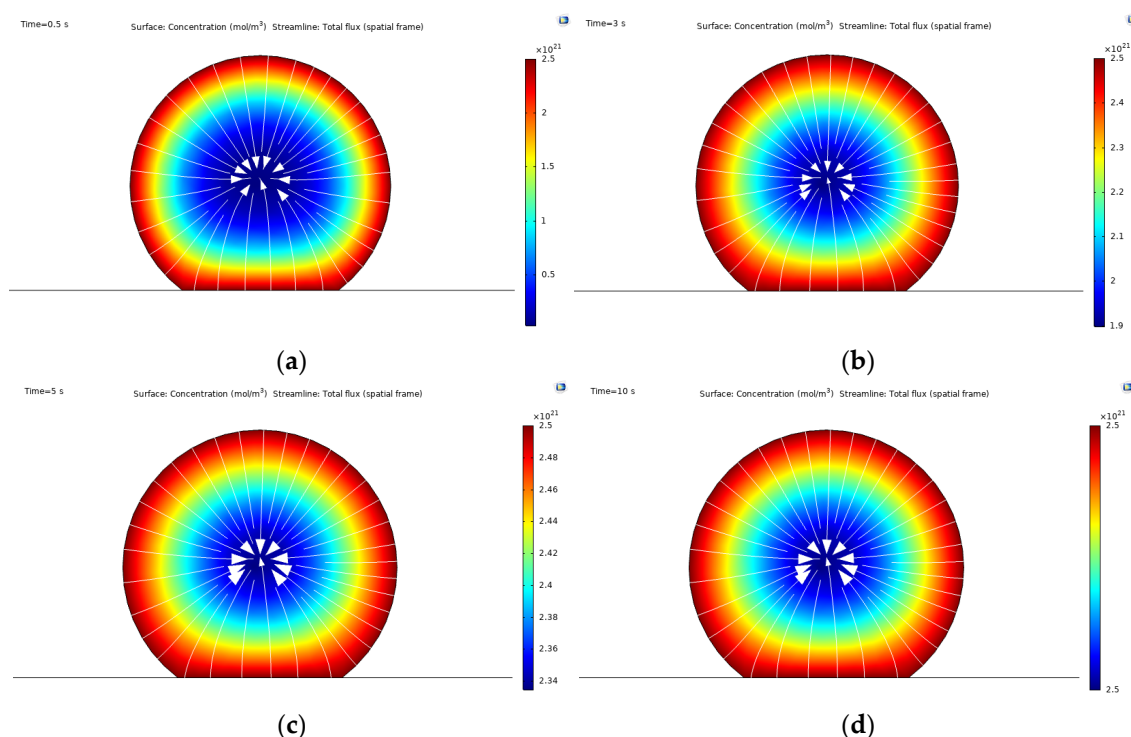 Time=0.5 s
Surface: Concentration (mol/m³) Streamline: Total flux (spatial frame)
×10²¹
2.5
2
1.5
1
0.5
(a)
Time=3 s
Surface: Concentration (mol/m³) Streamline: Total flux (spatial frame)
×10²¹
2.5
2.4
2.3
2.2
2.1
2
1.9
(b)
Time=5 s
Surface: Concentration (mol/m³) Streamline: Total flux (spatial frame)
×10²¹
2.5
2.48
2.46
2.44
2.42
2.4
2.38
2.36
2.34
(c)
Time=10 s
Surface: Concentration (mol/m³) Streamline: Total flux (spatial frame)
×10²¹
2.5
2.5
(d)